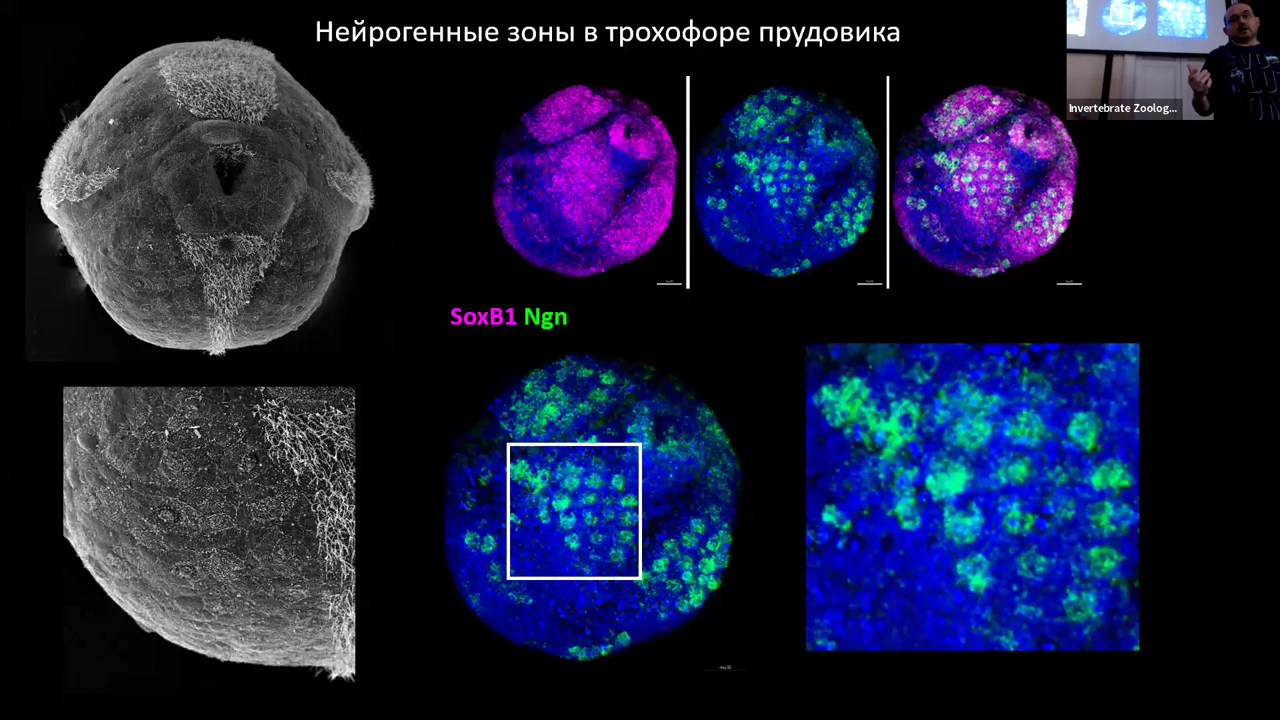 Нейрогенные зоны в трохофоре прудовика
Invertebrate Zoolog...
SoxB1 Ngn